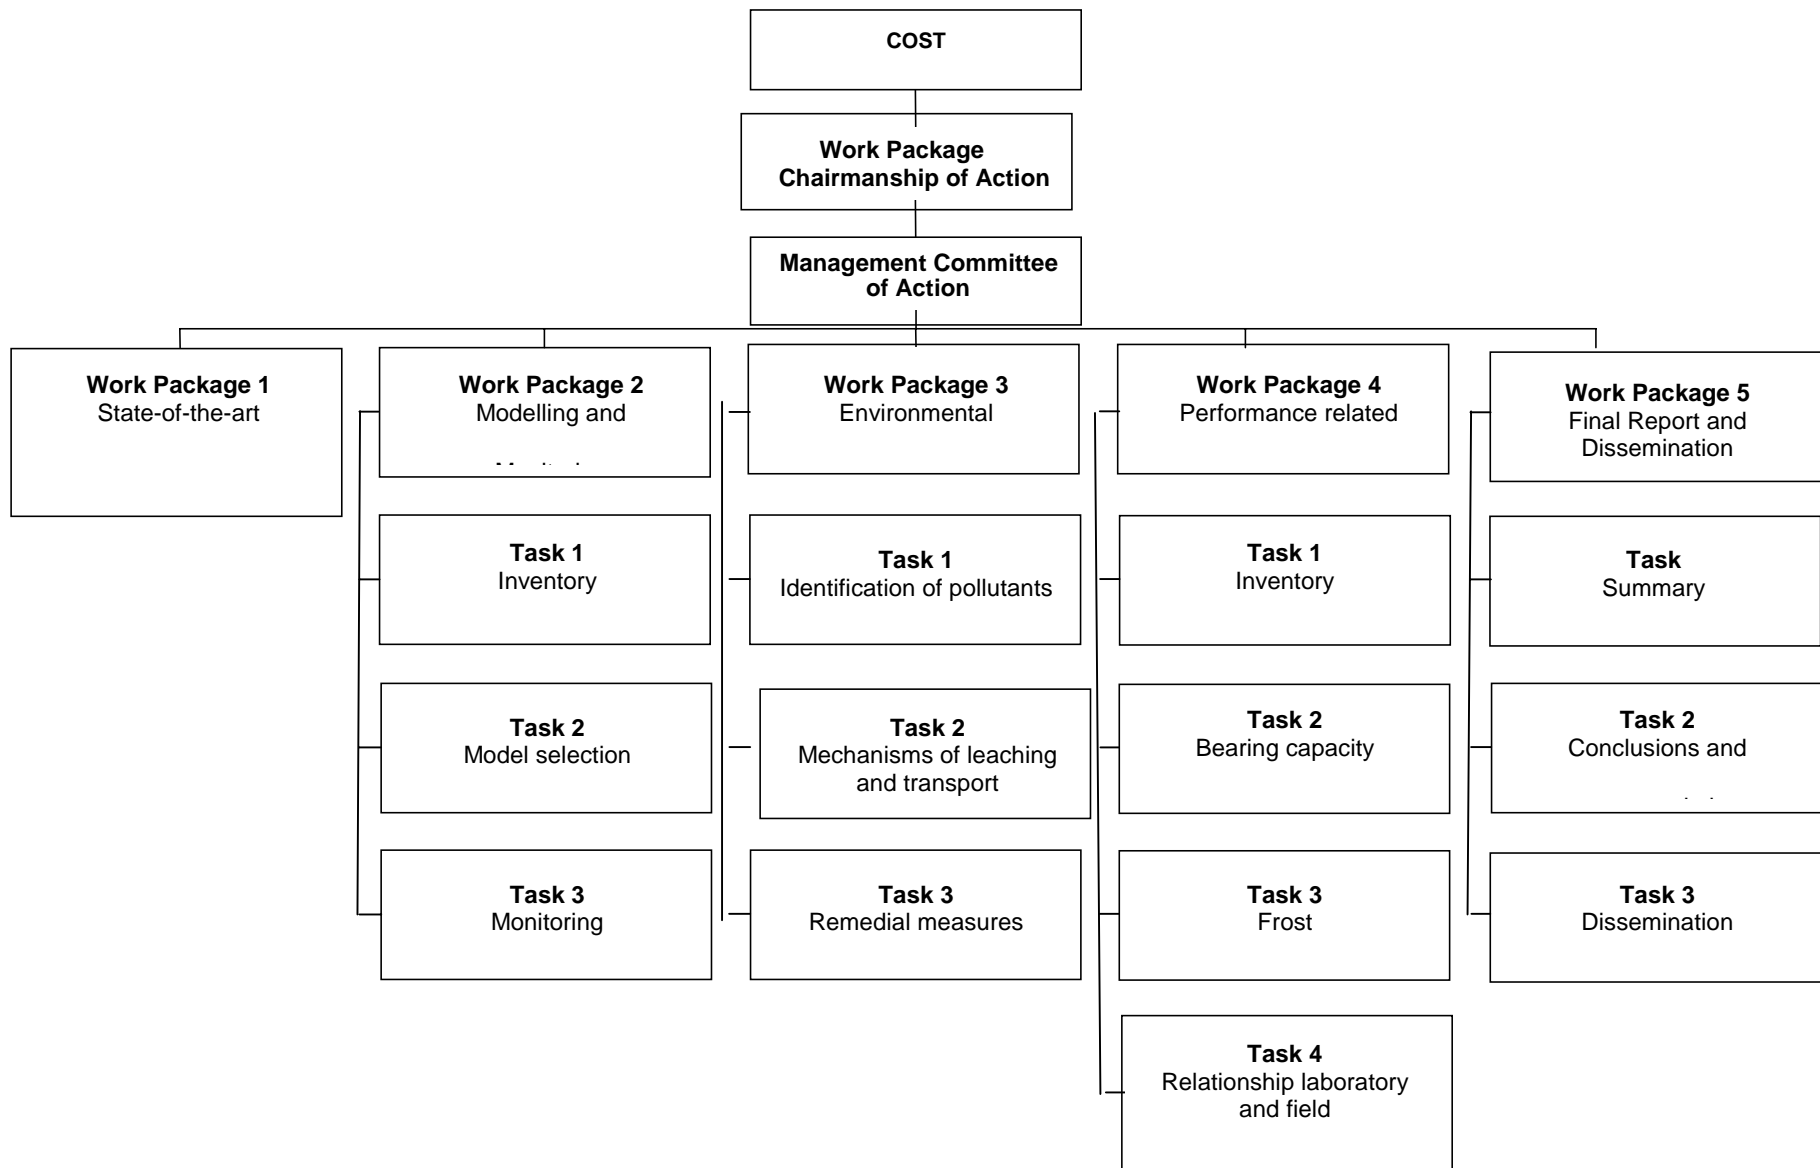 COST
Work Package
Chairmanship of Action
Management Committee
of Action
Work Package 1
State-of-the-art
Work Package 2
Modelling and
Work Package 3
Environmental
Work Package 4
Performance related
Work Package 5
Final Report and
Dissemination
Task 1
Inventory
Task 1
Identification of pollutants
Task 1
Inventory
Task
Summary
Task 2
Model selection
Task 2
Mechanisms of leaching
and transport
Task 2
Bearing capacity
Task 2
Conclusions and
Task 3
Monitoring
Task 3
Remedial measures
Task 3
Frost
Task 3
Dissemination
Task 4
Relationship laboratory
and field